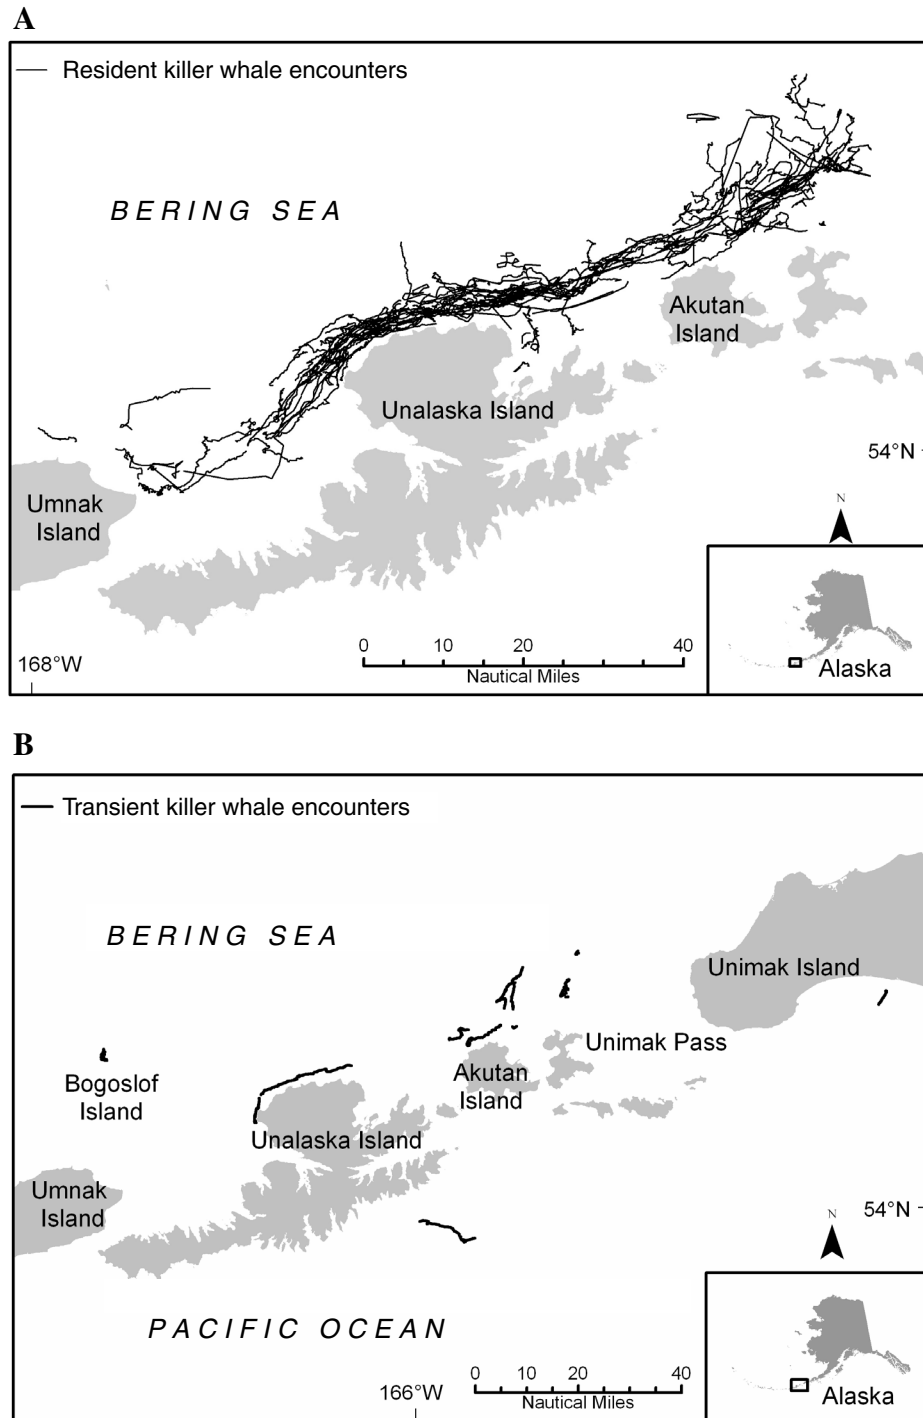 A
Resident killer whale encounters
BERING SEA
Akutan
Island
Unalaska Island
54°N
Umnak
Island
N
168°W
0 10 20 40
Nautical Miles
Alaska
B
Transient killer whale encounters
BERING SEA
Unimak Island
Unimak Pass
Bogoslof
Island
Akutan
Island
Unalaska Island
Umnak
Island
54°N
N
PACIFIC OCEAN
166°W
0 10 20 40
Nautical Miles
Alaska